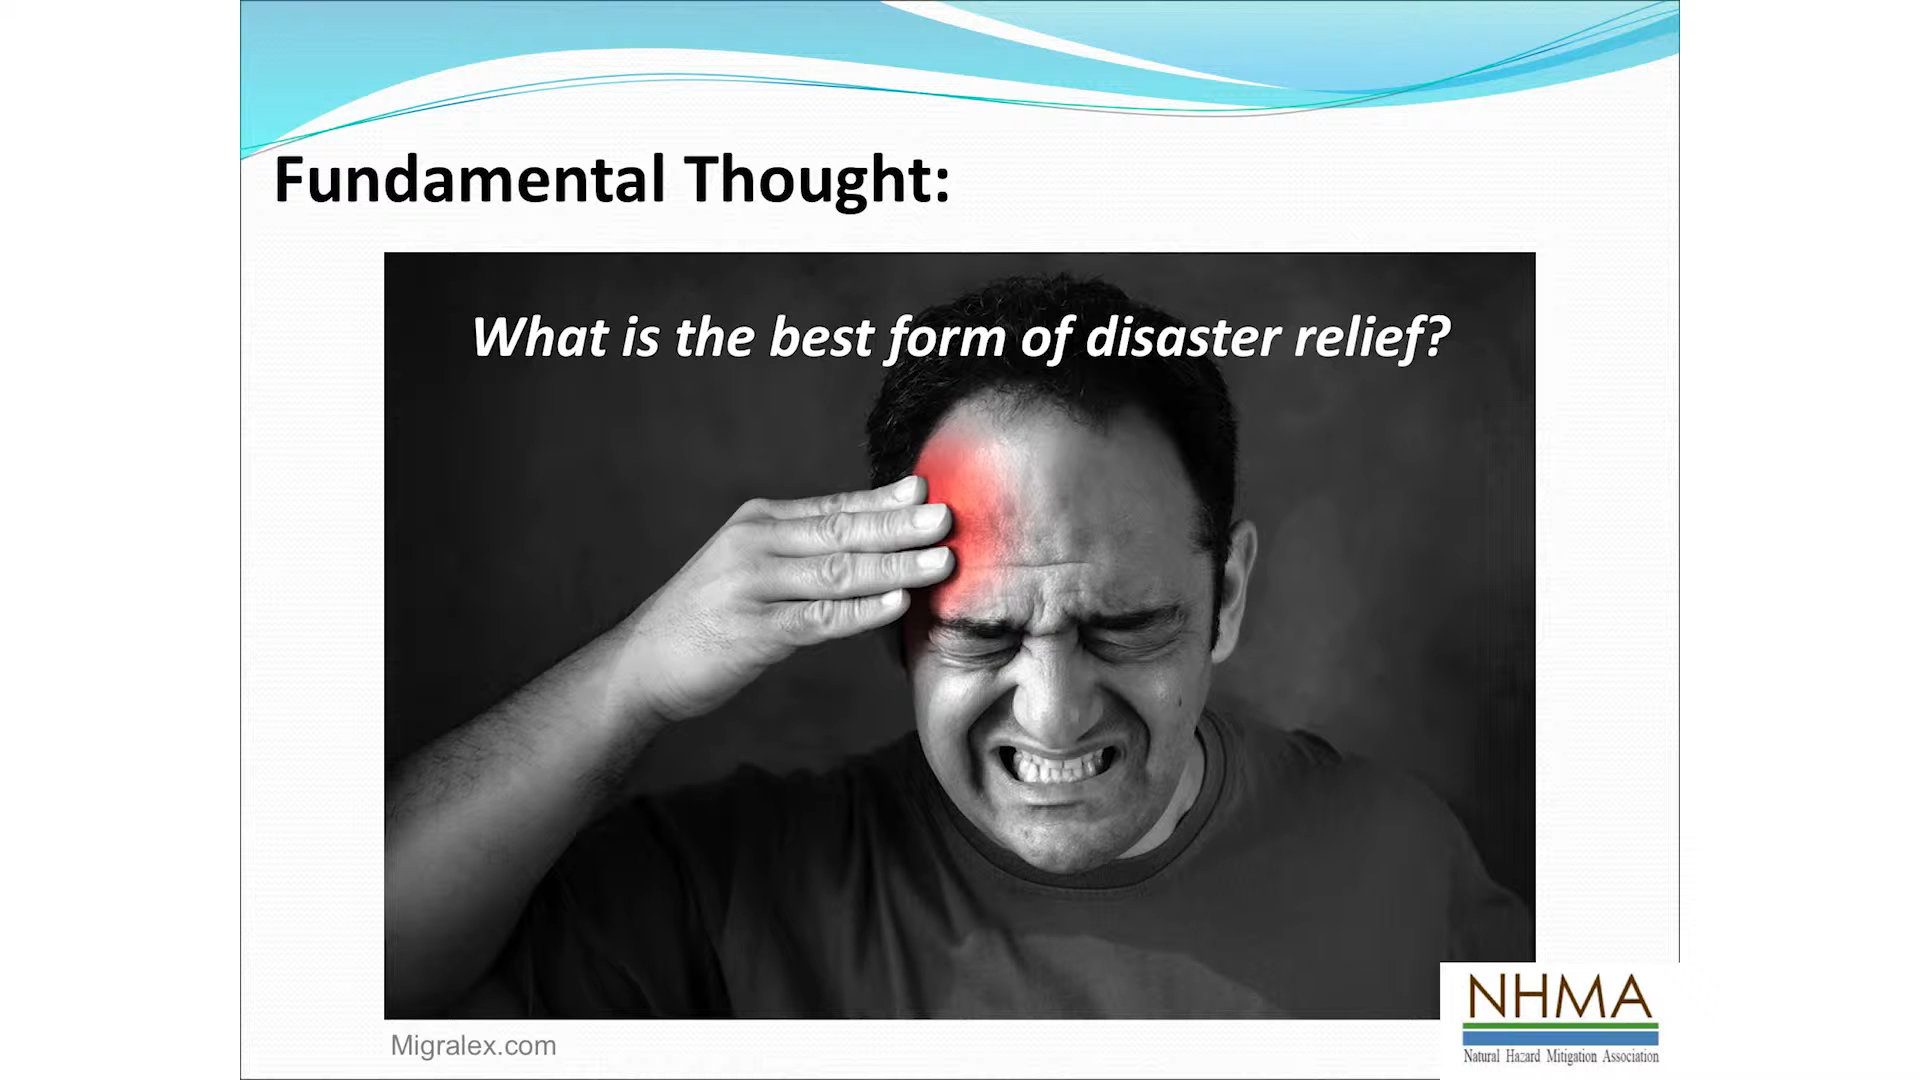 Fundamental Thought:
What is the best form of disaster relief?
Migralex.com
NHMA
Natural Hazard Mitigation Association